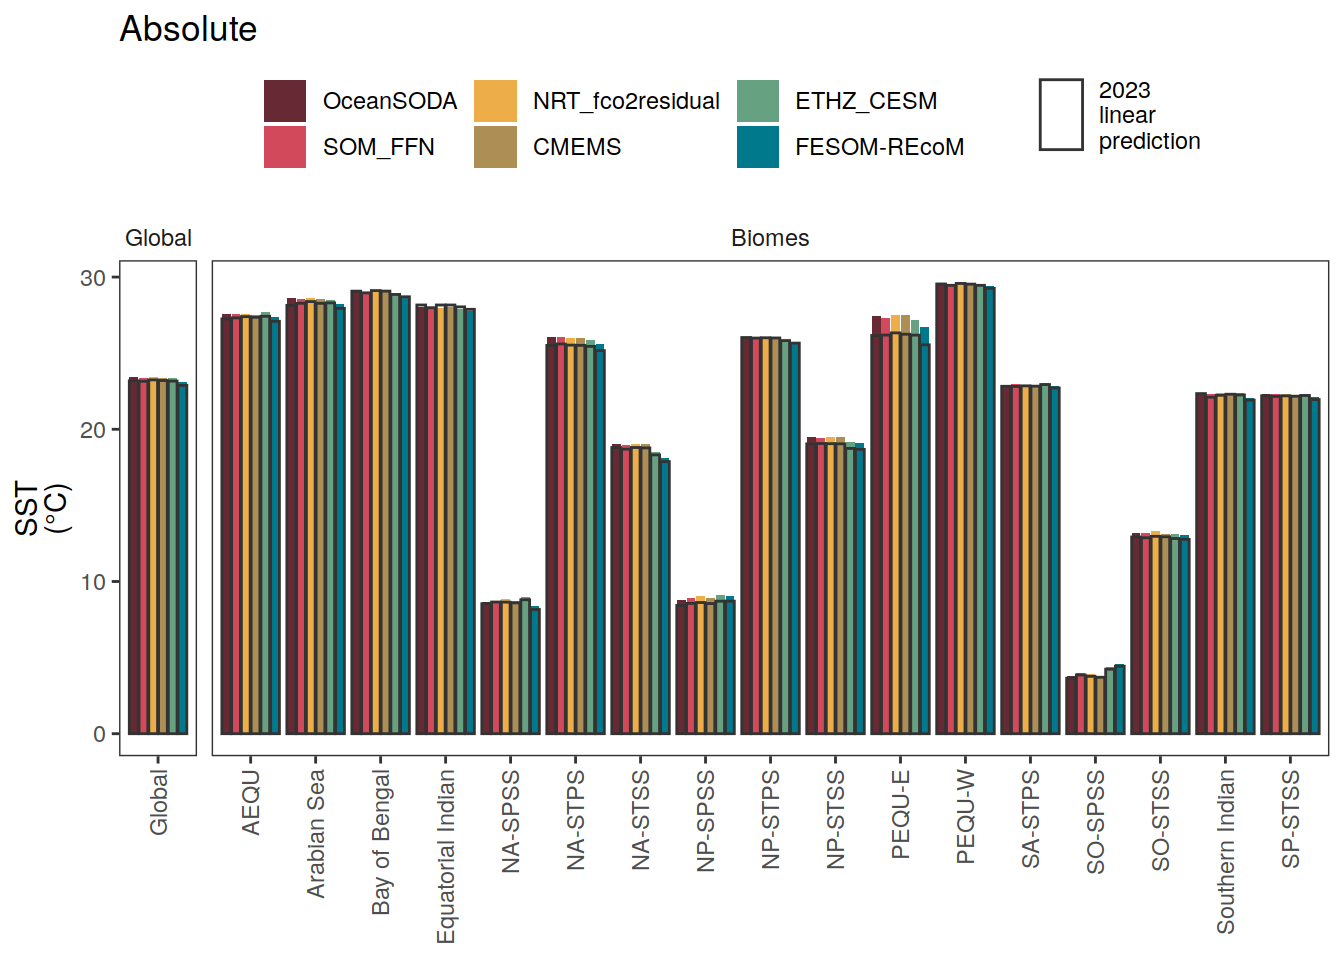 Absolute
OceanSODA
SOM_FFN
NRT_fco2residual
CMEMS
ETHZ_CESM
FESOM-REcoM
2023
linear
prediction
Global
Biomes
SST
(°C)
30
20
10
0
Global
AEQU
Arabian Sea
Bay of Bengal
Equatorial Indian
NA-SPSS
NA-STPS
NA-STSS
NP-SPSS
NP-STPS
NP-STSS
PEQU-E
PEQU-W
SA-STPS
SO-SPSS
SO-STSS
Southern Indian
SP-STSS